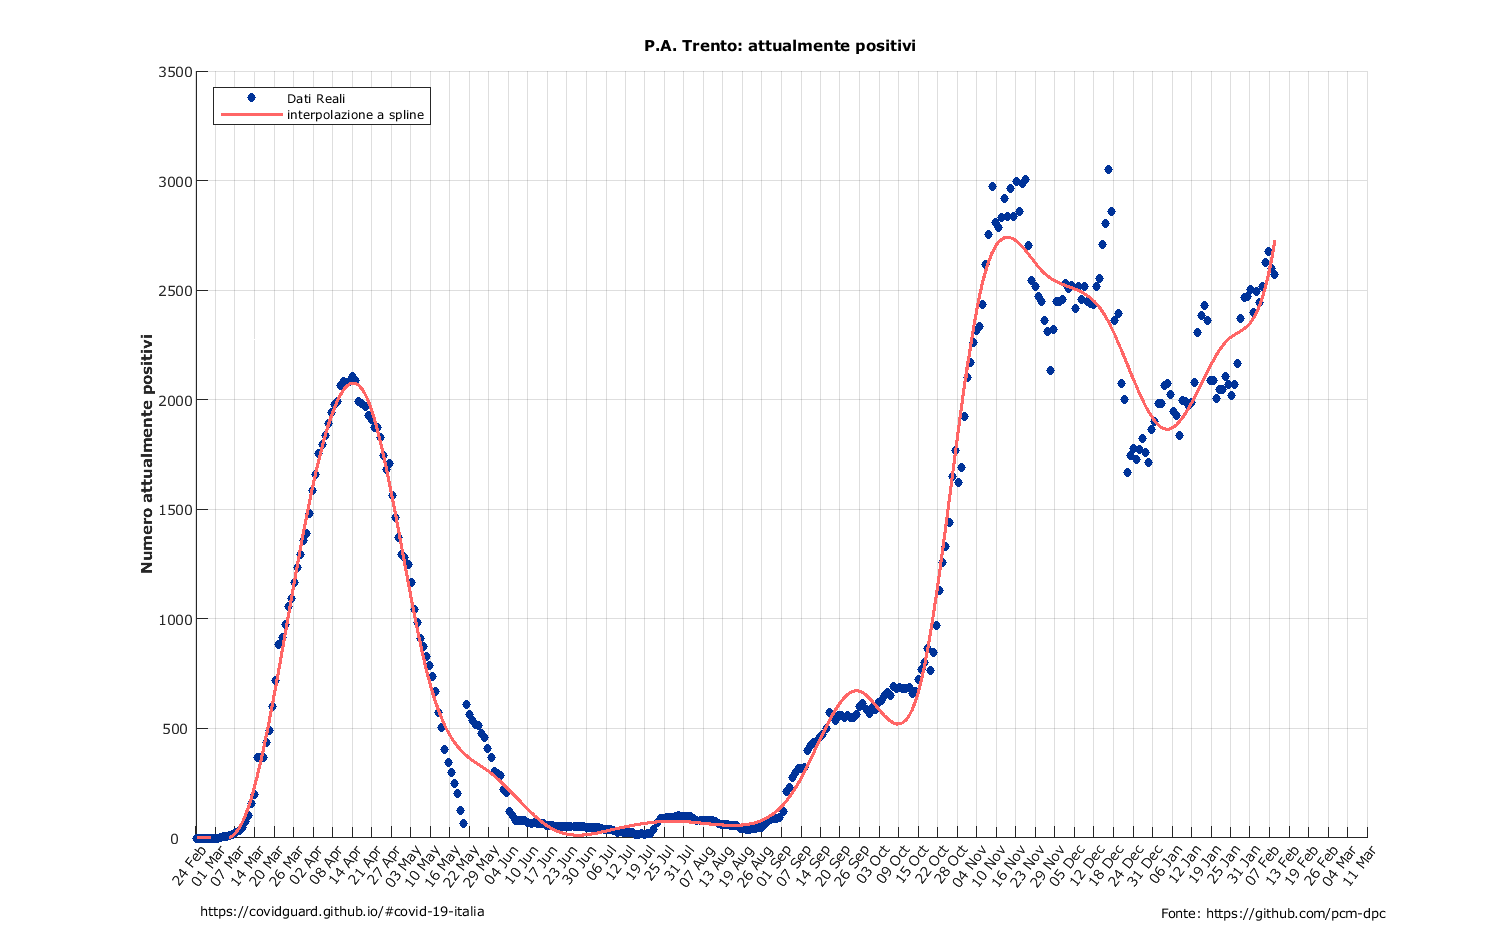 P.A. Trento: attualmente positivi
Numero attualmente positivi
3500
3000
2500
2000
1500
1000
500
0
Dati Reali
interpolazione a spline
24 Feb
01 Mar
07 Mar
14 Mar
20 Mar
26 Mar
02 Apr
08 Apr
14 Apr
21 Apr
27 Apr
03 May
10 May
16 May
22 May
29 May
04 Jun
10 Jun
17 Jun
23 Jun
30 Jun
06 Jul
12 Jul
19 Jul
25 Jul
31 Jul
07 Aug
13 Aug
19 Aug
26 Aug
01 Sep
07 Sep
14 Sep
20 Sep
26 Sep
03 Oct
09 Oct
15 Oct
22 Oct
28 Oct
04 Nov
10 Nov
16 Nov
23 Nov
29 Nov
05 Dec
12 Dec
18 Dec
24 Dec
31 Dec
06 Jan
12 Jan
19 Jan
25 Jan
31 Jan
07 Feb
13 Feb
19 Feb
26 Feb
04 Mar
11 Mar
https://covidguard.github.io/#covid-19-italia
Fonte: https://github.com/pcm-dpc